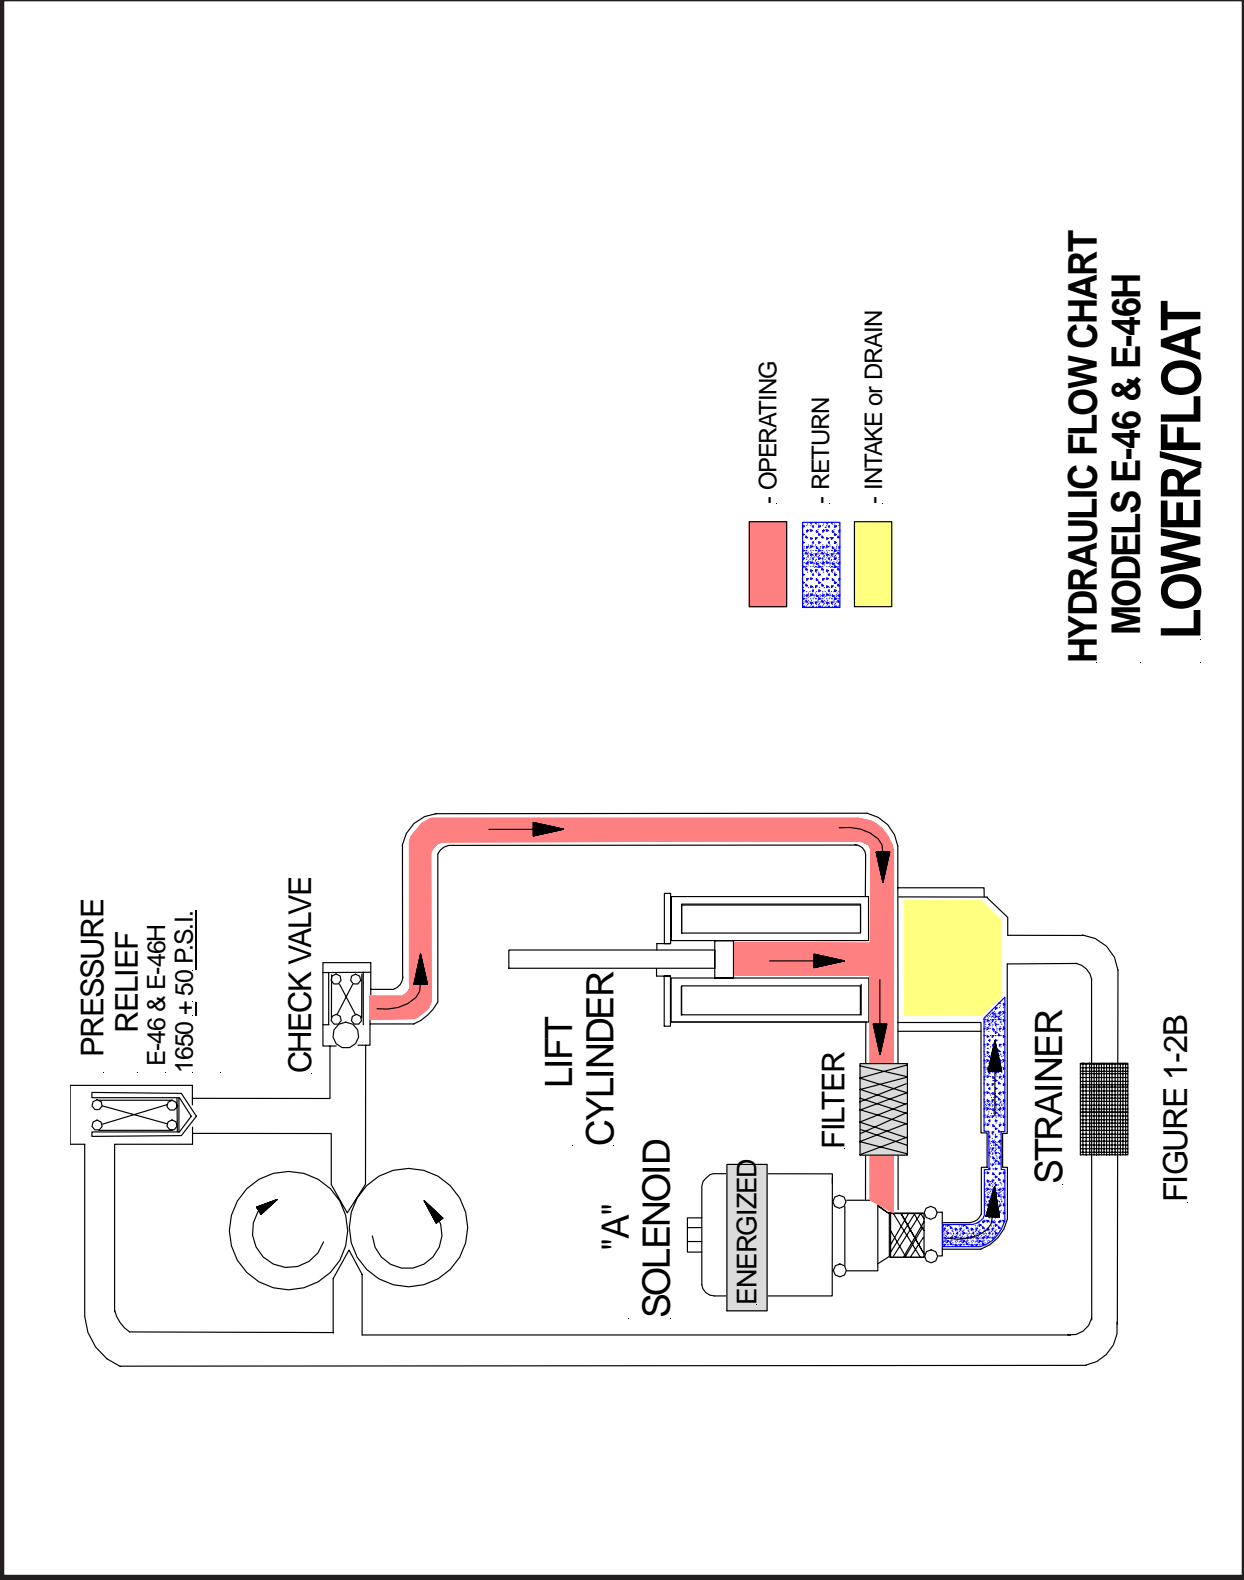 PRESSURE
RELIEF
E-46 & E-46H
1650 ± 50 P.S.I.
CHECK VALVE
LIFT
CYLINDER
"A"
SOLENOID
ENERGIZED
FILTER
STRAINER
FIGURE 1-2B
- OPERATING
- RETURN
- INTAKE or DRAIN
HYDRAULIC FLOW CHART
MODELS E-46 & E-46H
LOWER/FLOAT